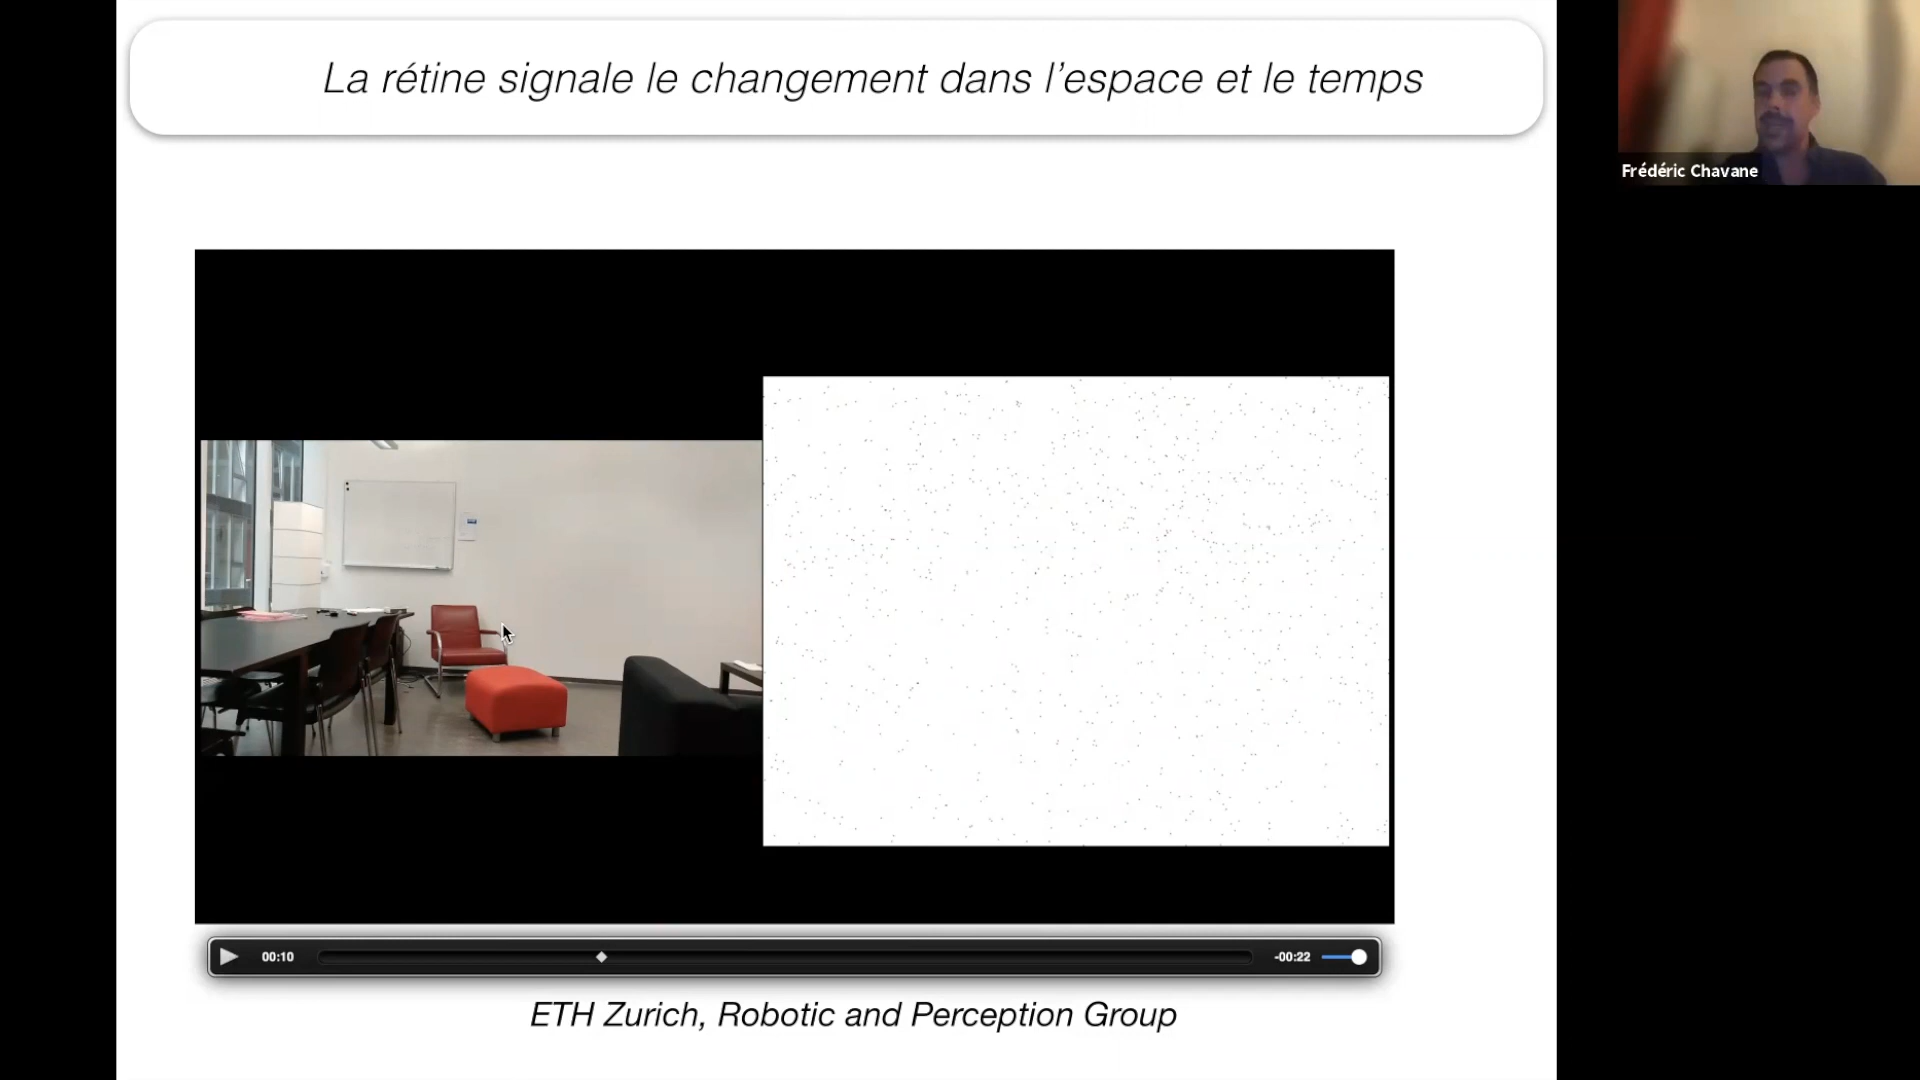 La rétine signale le changement dans l'espace et le temps
Frédéric Chavane
00:10
-00:22
ETH Zurich, Robotic and Perception Group